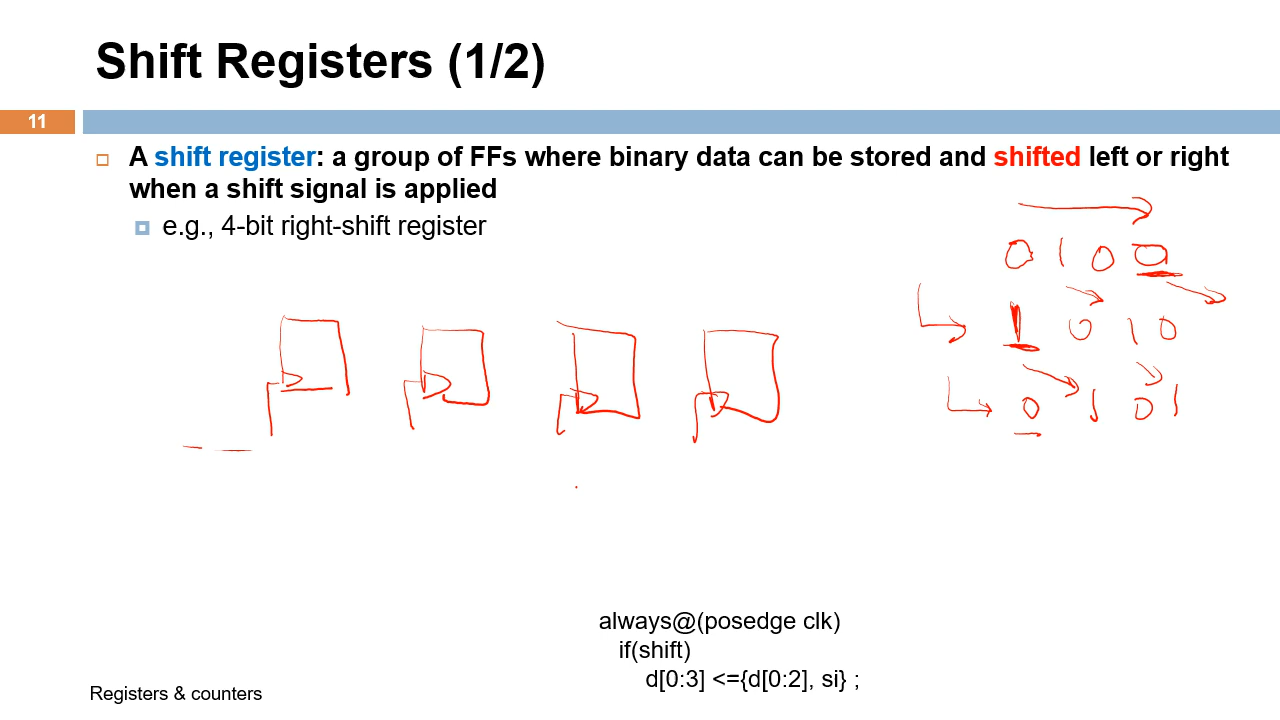 Shift Registers (1/2)
11
A shift register: a group of FFs where binary data can be stored and shifted left or right
when a shift signal is applied
e.g., 4-bit right-shift register
0 1 0 0
1 0 1 0
0 1 0 1
always@(posedge clk)
if(shift)
d[0:3] <={d[0:2], si} ;
Registers & counters